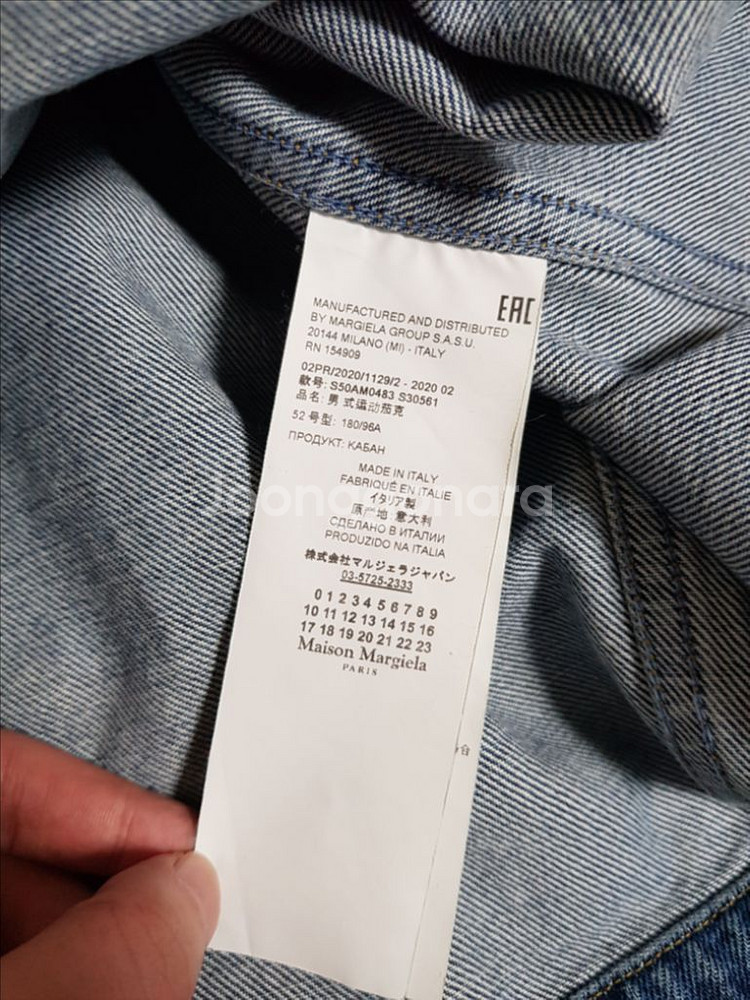 EAC
MANUFACTURED AND DISTRIBUTED
BY MARGIELA GROUP S.A.S.U.
20144 MILANO (MI) - ITALY
RN 154909
02PR/2020/1129/2 - 2020 02
款号: S50AM0483 S30561
品名: 男式运动茄克
52 号型: 180/96A
ПРОДУКТ: КАБАН
MADE IN ITALY
FABRIQUÉ EN ITALIE
イタリア製
原产地 意大利
СДЕЛАНО В ИТАЛИИ
PRODUZIDO NA ITALIA
株式会社マルジェラジャパン
03-5725-2333
0 1 2 3 4 5 6 7 8 9
10 11 12 13 14 15 16
17 18 19 20 21 22 23
Maison Margiela
PARIS